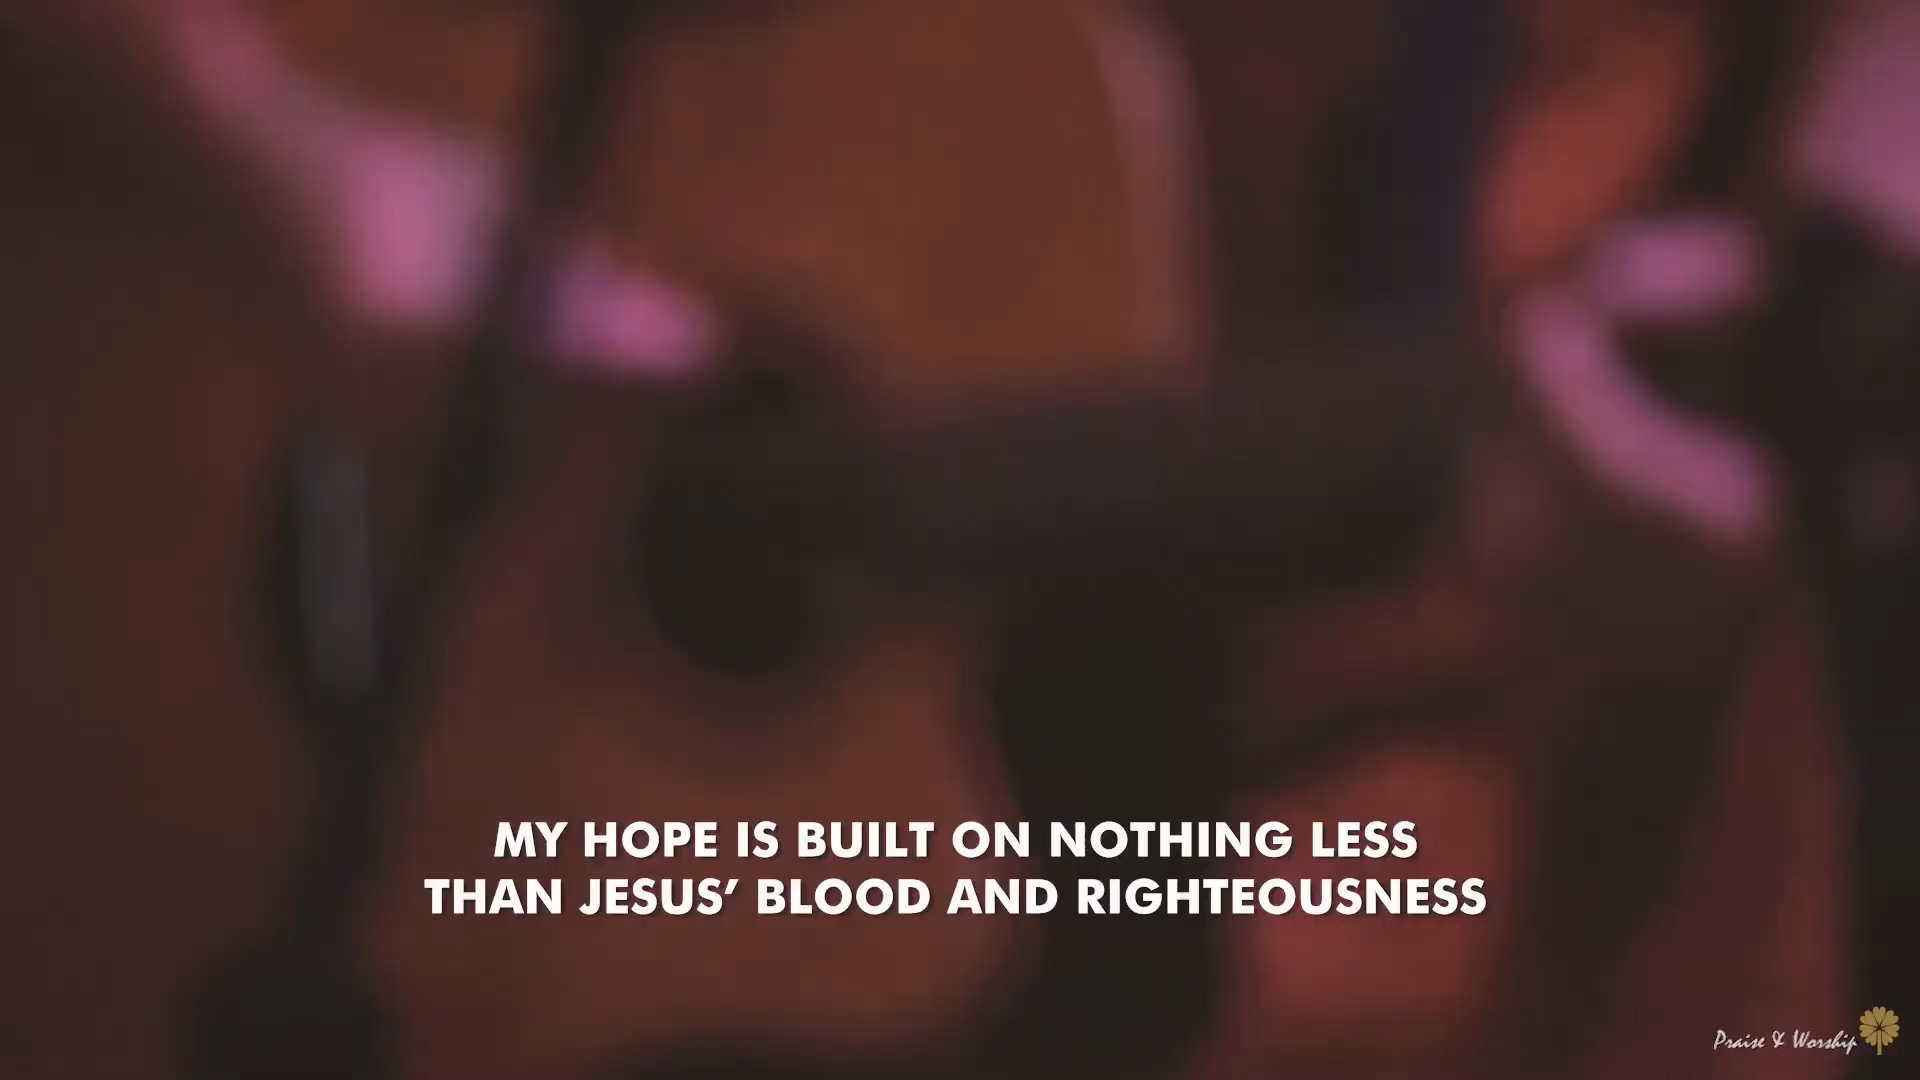 MY HOPE IS BUILT ON NOTHING LESS
THAN JESUS’ BLOOD AND RIGHTEOUSNESS
Praise & Worship